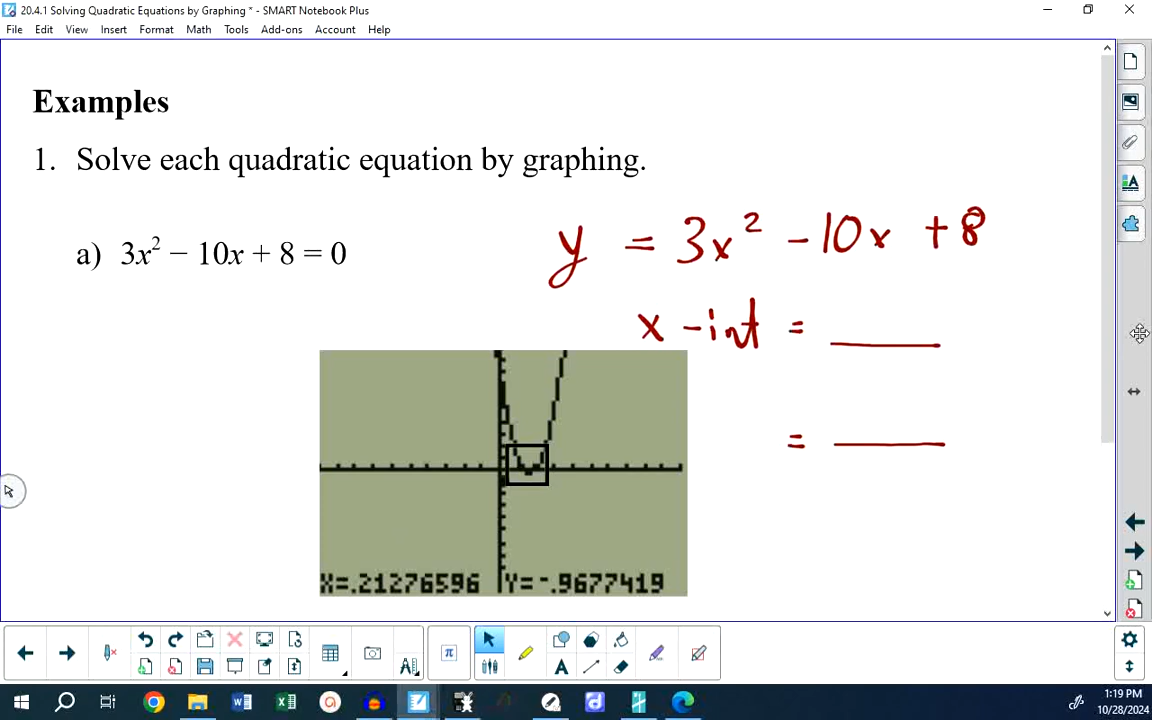 20.4.1 Solving Quadratic Equations by Graphing * - SMART Notebook Plus
File Edit View Insert Format Math Tools Add-ons Account Help
Examples
1. Solve each quadratic equation by graphing.
y = 3x² - 10x + 8
a) 3x² − 10x + 8 = 0
x - int = ______
= ______
X=.21276596 Y=-.9677419
π
A
1:19 PM
10/28/2024